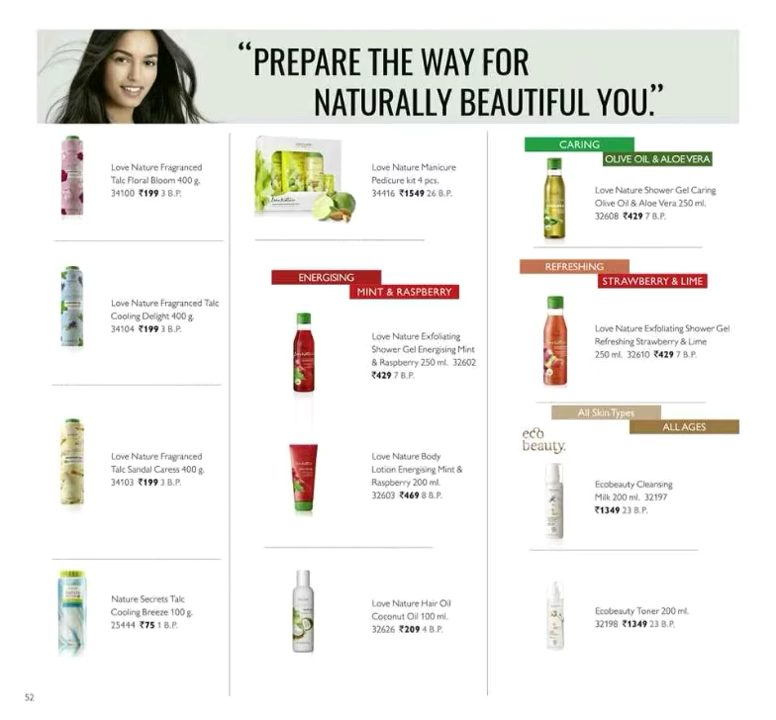 “PREPARE THE WAY FOR
NATURALLY BEAUTIFUL YOU.”
Love Nature Fragranced
Talc Floral Bloom 400 g.
34100 ₹199 3 B.P.
Love Nature Fragranced Talc
Cooling Delight 400 g.
34104 ₹199 3 B.P.
Love Nature Fragranced
Talc Sandal Caress 400 g.
34103 ₹199 3 B.P.
Nature Secrets Talc
Cooling Breeze 100 g.
25444 ₹75 1 B.P.
Love Nature Manicure
Pedicure kit 4 pcs.
34416 ₹1549 26 B.P.
ENERGISING
MINT & RASPBERRY
Love Nature Exfoliating
Shower Gel Energising Mint
& Raspberry 250 ml. 32602
₹429 7 B.P.
Love Nature Body
Lotion Energising Mint &
Raspberry 200 ml.
32603 ₹469 8 B.P.
Love Nature Hair Oil
Coconut Oil 100 ml.
32626 ₹209 4 B.P.
CARING
OLIVE OIL & ALOE VERA
Love Nature Shower Gel Caring
Olive Oil & Aloe Vera 250 ml.
32608 ₹429 7 B.P.
REFRESHING
STRAWBERRY & LIME
Love Nature Exfoliating Shower Gel
Refreshing Strawberry & Lime
250 ml. 32610 ₹429 7 B.P.
All Skin Types
ALL AGES
eco
beauty.
Ecobeauty Cleansing
Milk 200 ml. 32197
₹1349 23 B.P.
Ecobeauty Toner 200 ml.
32198 ₹1349 23 B.P.
52